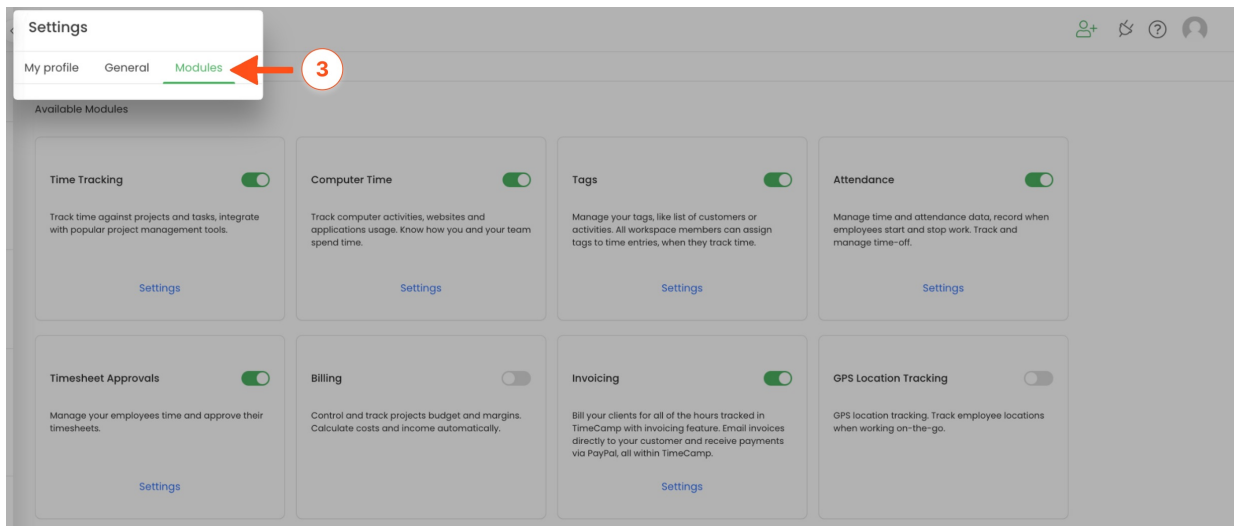 Settings
My profile General Modules
3
Available Modules
Time Tracking
Track time against projects and tasks, integrate
with popular project management tools.
Settings
Computer Time
Track computer activities, websites and
applications usage. Know how you and your team
spend time.
Settings
Tags
Manage your tags, like list of customers or
activities. All workspace members can assign
tags to time entries, when they track time.
Settings
Attendance
Manage time and attendance data, record when
employees start and stop work. Track and
manage time-off.
Settings
Timesheet Approvals
Manage your employees time and approve their
timesheets.
Settings
Billing
Control and track projects budget and margins.
Calculate costs and income automatically.
Invoicing
Bill your clients for all of the hours tracked in
TimeCamp with invoicing feature. Email invoices
directly to your customer and receive payments
via PayPal, all within TimeCamp.
Settings
GPS Location Tracking
GPS location tracking. Track employee locations
when working on-the-go.